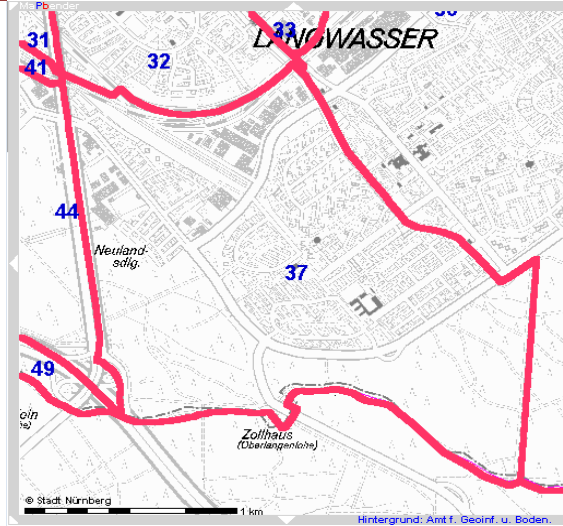 MapBender
33
LANGWASSER
31
32
41
44
Neuland-
sdlg.
37
49
Zollhaus
(Oberlangenlohe)
© Stadt Nürnberg
1 km
Hintergrund: Amt f. Geoinf. u. Boden.